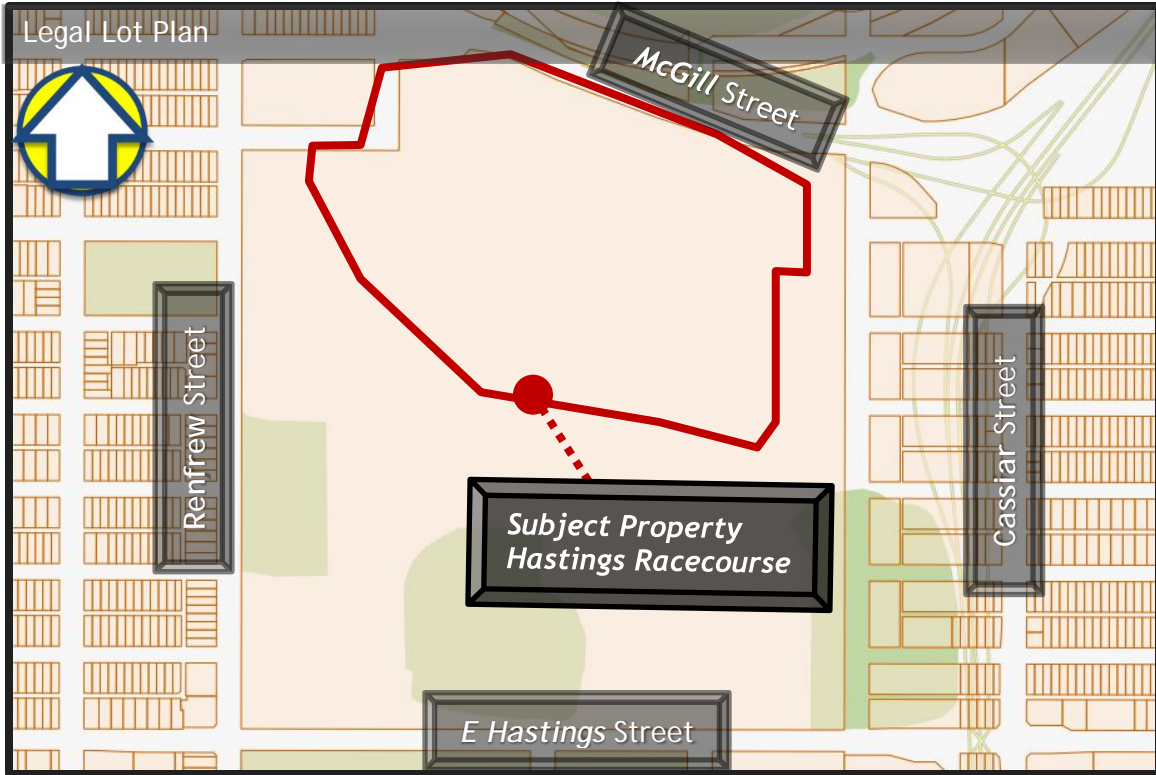 Legal Lot Plan
McGill Street
Renfrew Street
Cassiar Street
Subject Property
Hastings Racecourse
E Hastings Street